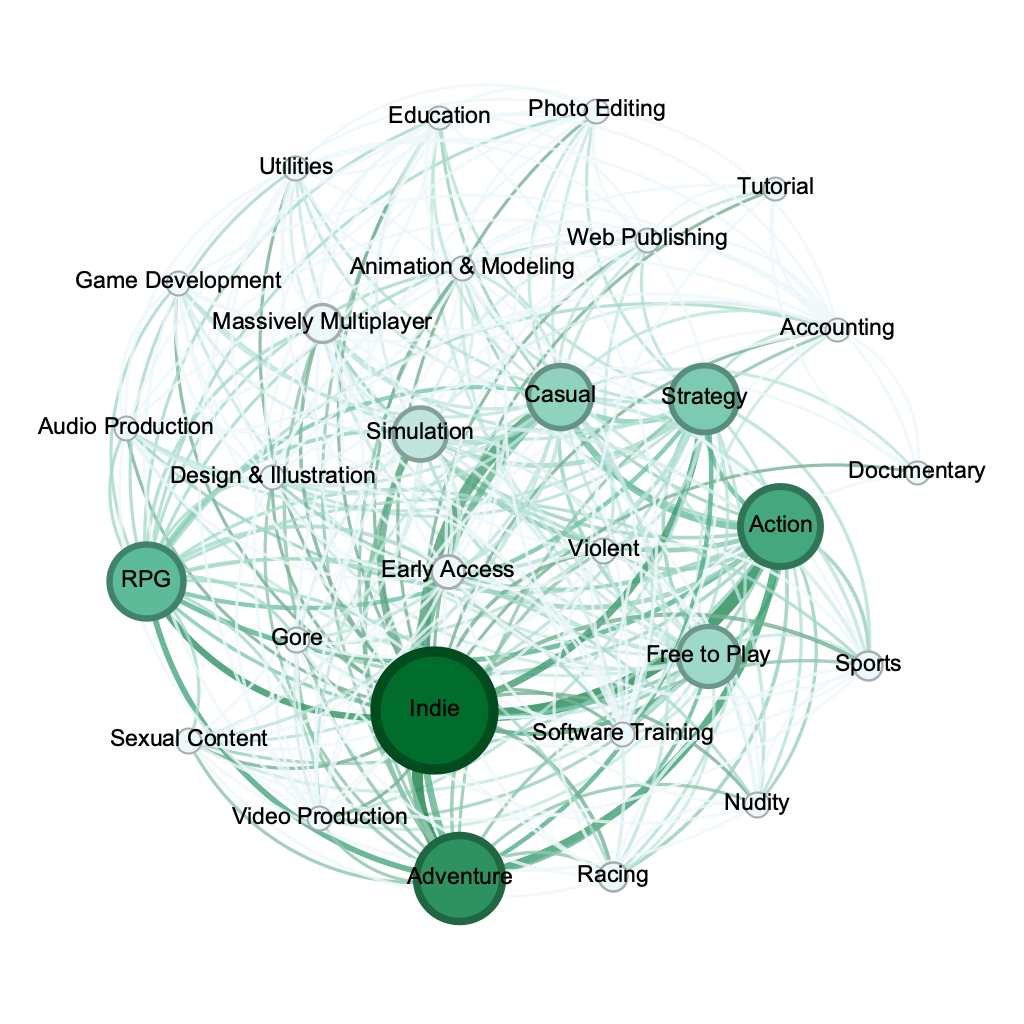 Photo Editing
Education
Utilities
Tutorial
Web Publishing
Animation & Modeling
Game Development
Massively Multiplayer
Accounting
Casual
Strategy
Audio Production
Simulation
Documentary
Design & Illustration
Action
Violent
Early Access
RPG
Gore
Free to Play
Sports
Indie
Software Training
Sexual Content
Nudity
Video Production
Adventure
Racing